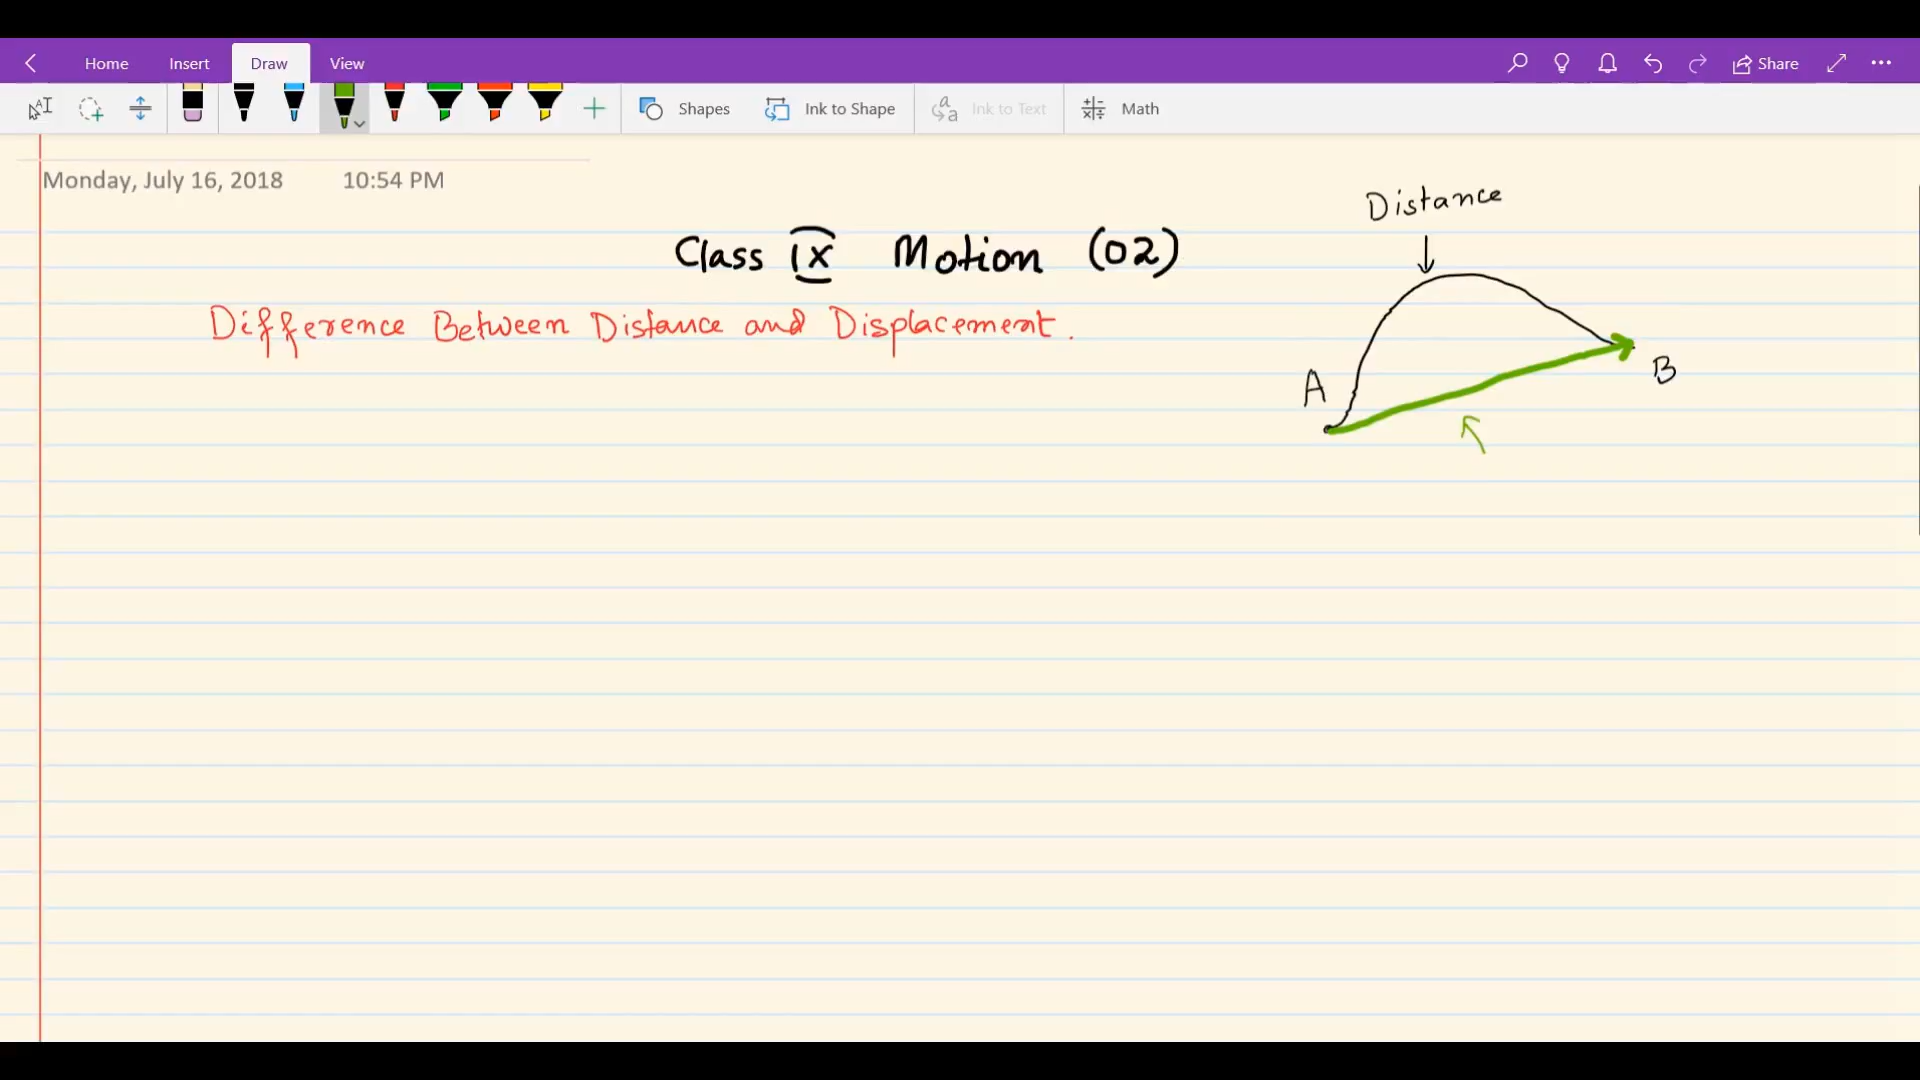 Home Insert Draw View Share
Shapes Ink to Shape Ink to Text Math
Monday, July 16, 2018 10:54 PM
Distance
Class IX Motion (02)
Difference Between Distance and Displacement.
A
B